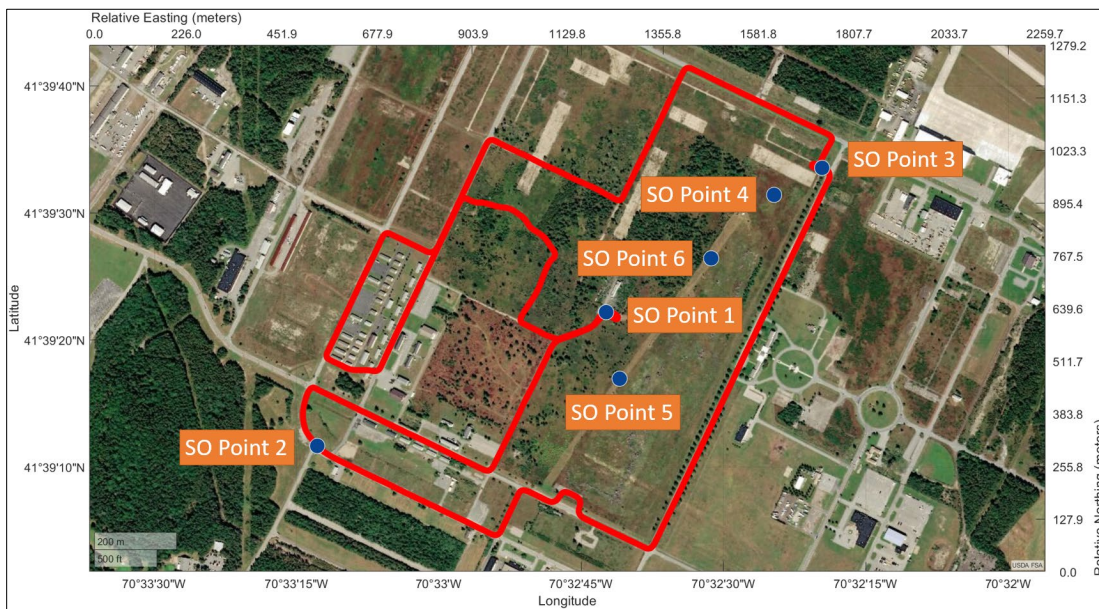 Relative Easting (meters)
0.0 226.0 451.9 677.9 903.9 1129.8 1355.8 1581.8 1807.7 2033.7 2259.7
1279.2
41°39'40"N
1151.3
1023.3
SO Point 3
SO Point 4
41°39'30"N
895.4
SO Point 6
767.5
Latitude
SO Point 1
639.6
41°39'20"N
511.7
SO Point 5
383.8
SO Point 2
41°39'10"N
255.8
Relative Northing (meters)
127.9
200 m
500 ft
USDA FSA
0.0
70°33'30"W 70°33'15"W 70°33'W 70°32'45"W 70°32'30"W 70°32'15"W 70°32'W
Longitude